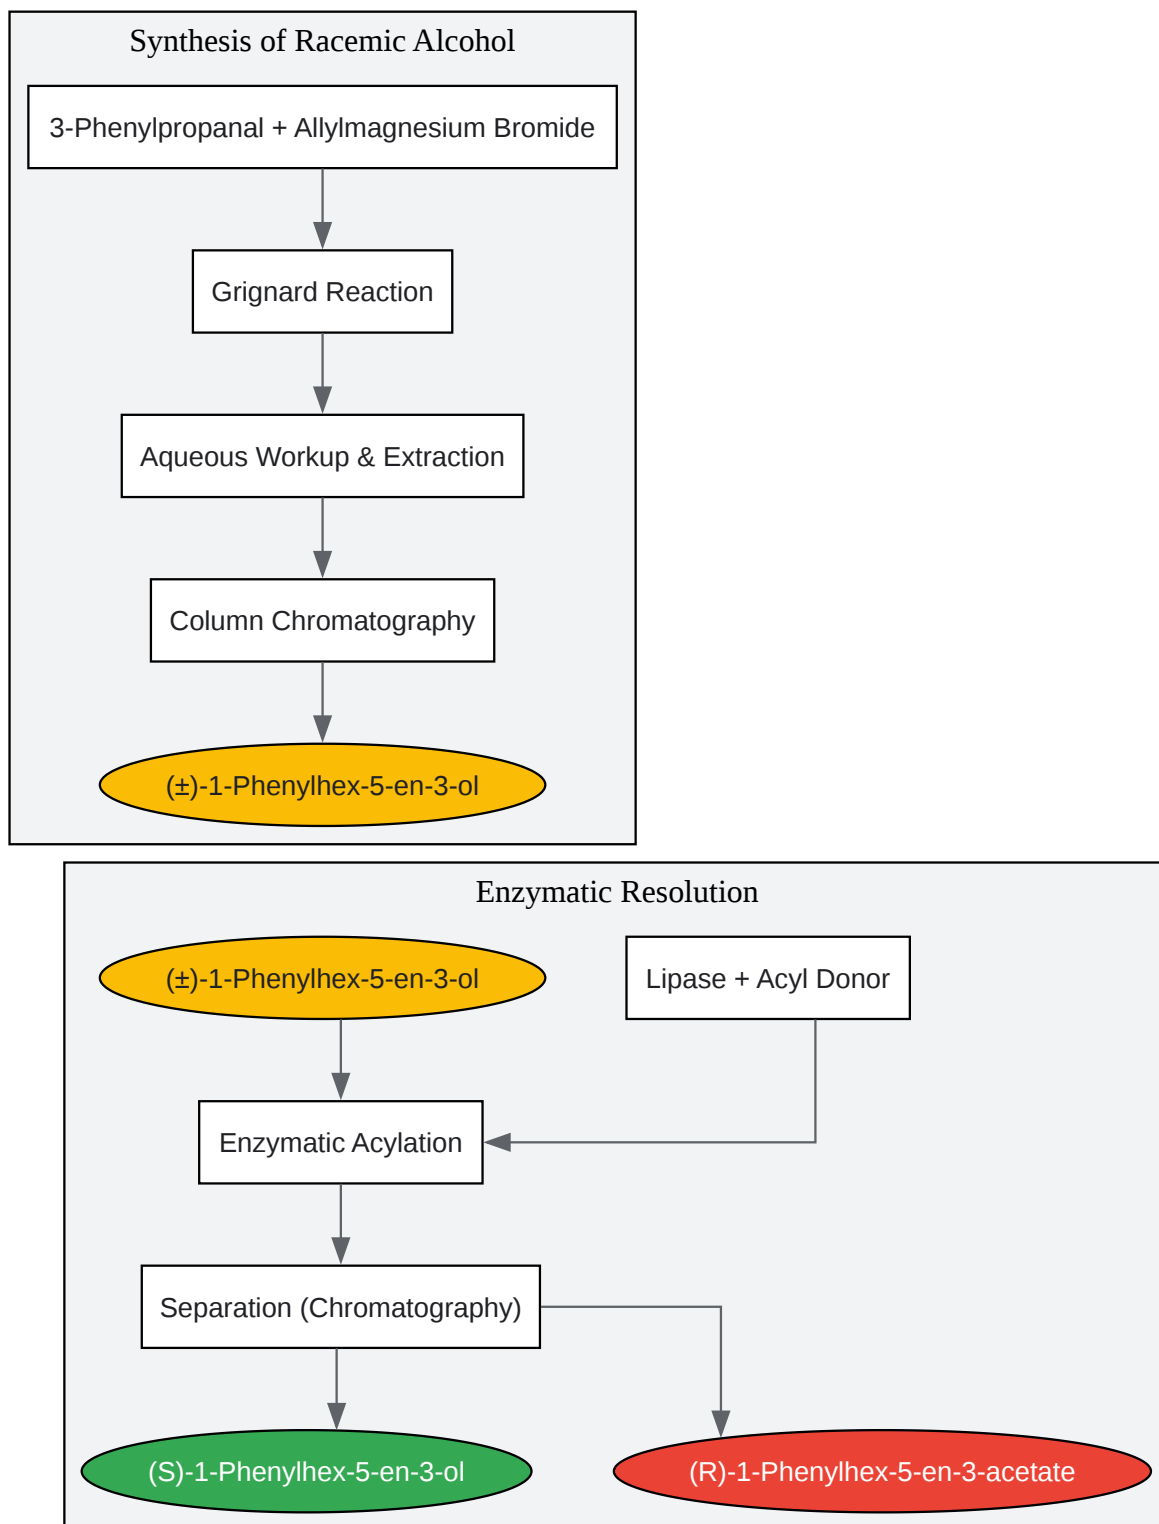 Synthesis of Racemic Alcohol
3-Phenylpropanal + Allylmagnesium Bromide
Grignard Reaction
Aqueous Workup & Extraction
Column Chromatography
(±)-1-Phenylhex-5-en-3-ol
Enzymatic Resolution
(±)-1-Phenylhex-5-en-3-ol
Lipase + Acyl Donor
Enzymatic Acylation
Separation (Chromatography)
(S)-1-Phenylhex-5-en-3-ol
(R)-1-Phenylhex-5-en-3-acetate